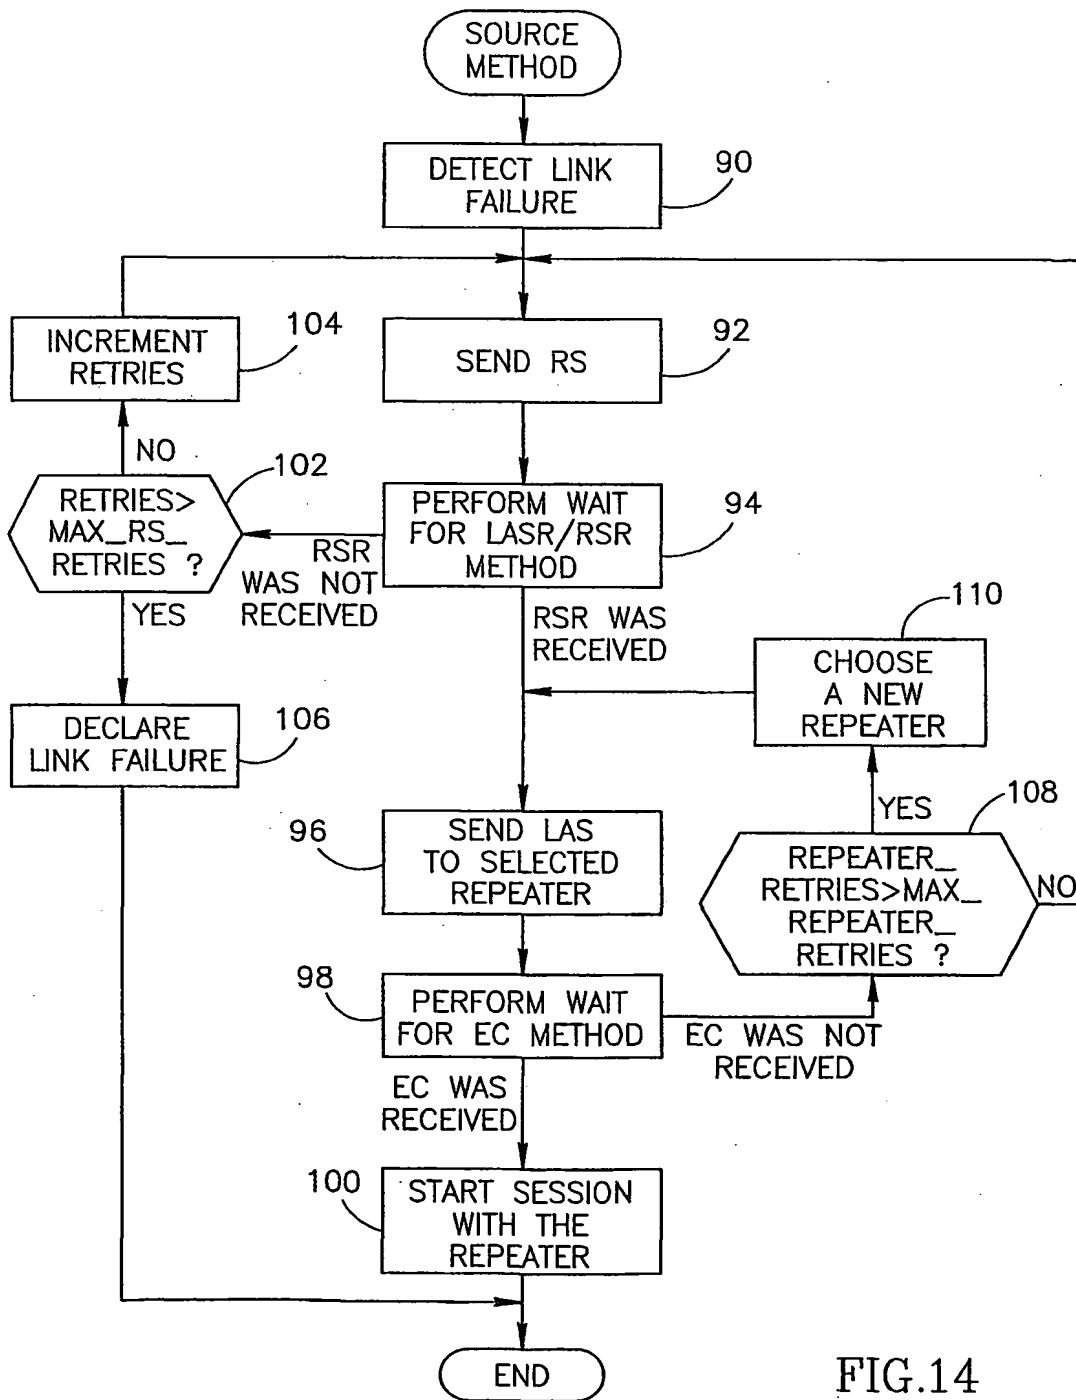 SOURCE
METHOD
DETECT LINK
FAILURE
90
INCREMENT
RETRIES
104
SEND RS
92
NO
102
RETRIES>
MAX_RS_
RETRIES ?
PERFORM WAIT
FOR LASR/RSR
METHOD
94
RSR
WAS NOT
RECEIVED
YES
RSR WAS
RECEIVED
110
CHOOSE
A NEW
REPEATER
DECLARE
LINK FAILURE
106
YES
108
96
SEND LAS
TO SELECTED
REPEATER
REPEATER_
RETRIES>MAX_
REPEATER_
RETRIES ?
NO
98
PERFORM WAIT
FOR EC METHOD
EC WAS NOT
RECEIVED
EC WAS
RECEIVED
100
START SESSION
WITH THE
REPEATER
END
FIG.14